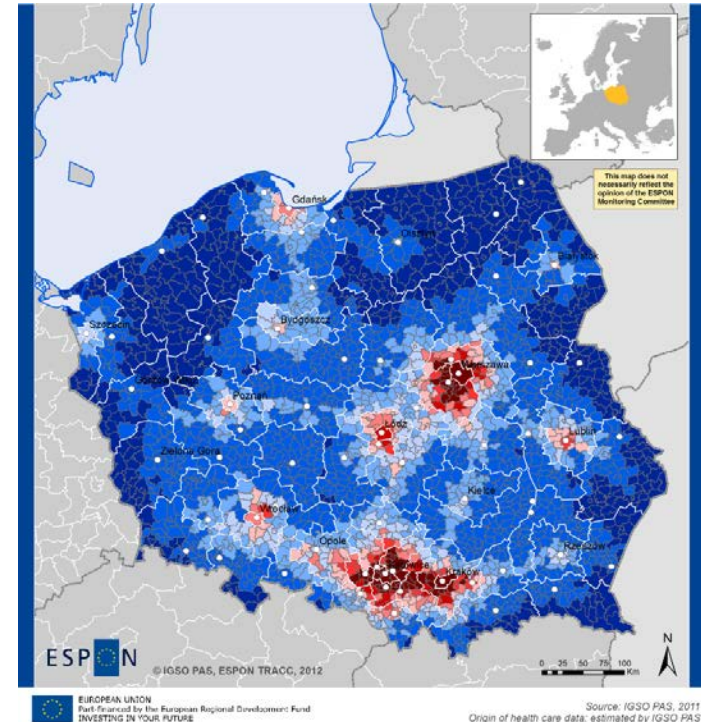 This map does not
necessarily reflect the
opinion of the ESPON
Monitoring Committee
Gdańsk
Olsztyn
Białystok
Szczecin
Bydgoszcz
Warszawa
Poznań
Łódź
Lublin
Zielona Góra
Kielce
Wrocław
Opole
Katowice
Kraków
Rzeszów
N
ESPON
© IGSO PAS, ESPON TRACC, 2012
0 25 50 75 100
Km
EUROPEAN UNION
Part-financed by the European Regional Development Fund
INVESTING IN YOUR FUTURE
Source: IGSO PAS, 2011
Origin of health care data: estimated by IGSO PAS